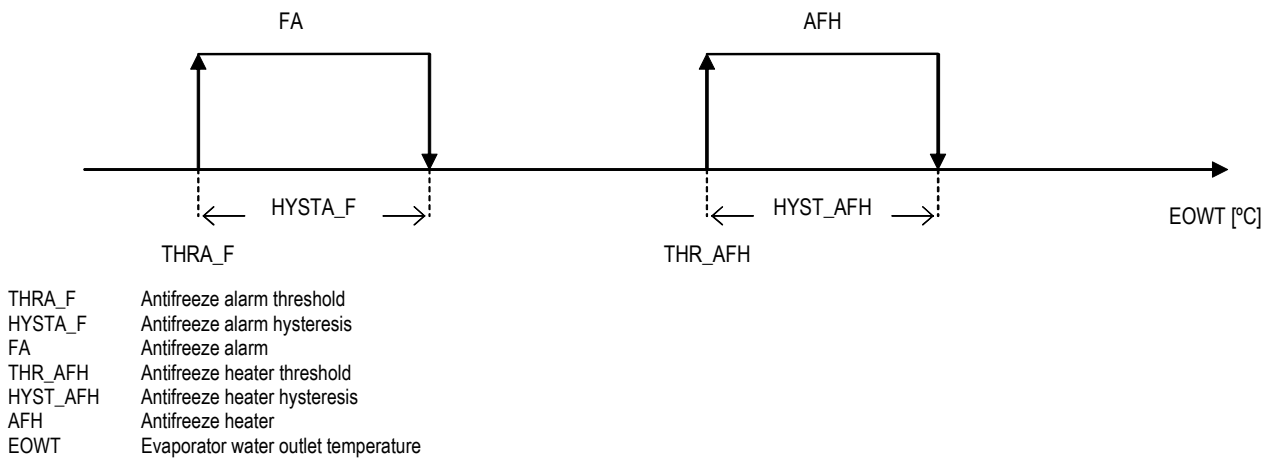 FA AFH
HYSTA_F HYST_AFH
EOWT [ºC]
THRA_F THR_AFH
THRA_F Antifreeze alarm threshold
HYSTA_F Antifreeze alarm hysteresis
FA Antifreeze alarm
THR_AFH Antifreeze heater threshold
HYST_AFH Antifreeze heater hysteresis
AFH Antifreeze heater
EOWT Evaporator water outlet temperature